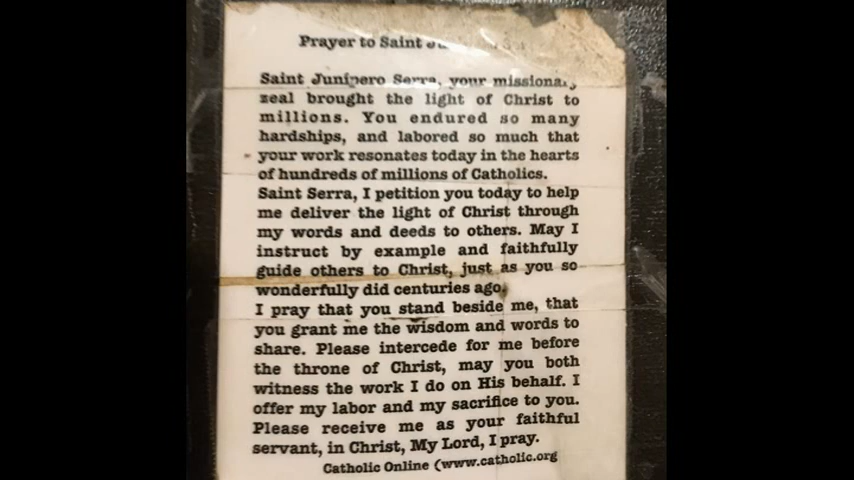 Prayer to Saint
Saint Junipero Serra, your missionary
zeal brought the light of Christ to
millions. You endured so many
hardships, and labored so much that
your work resonates today in the hearts
of hundreds of millions of Catholics.
Saint Serra, I petition you today to help
me deliver the light of Christ through
my words and deeds to others. May I
instruct by example and faithfully
guide others to Christ, just as you so
wonderfully did centuries ago.
I pray that you stand beside me, that
you grant me the wisdom and words to
share. Please intercede for me before
the throne of Christ, may you both
witness the work I do on His behalf. I
offer my labor and my sacrifice to you.
Please receive me as your faithful
servant, in Christ, My Lord, I pray.
Catholic Online (www.catholic.org